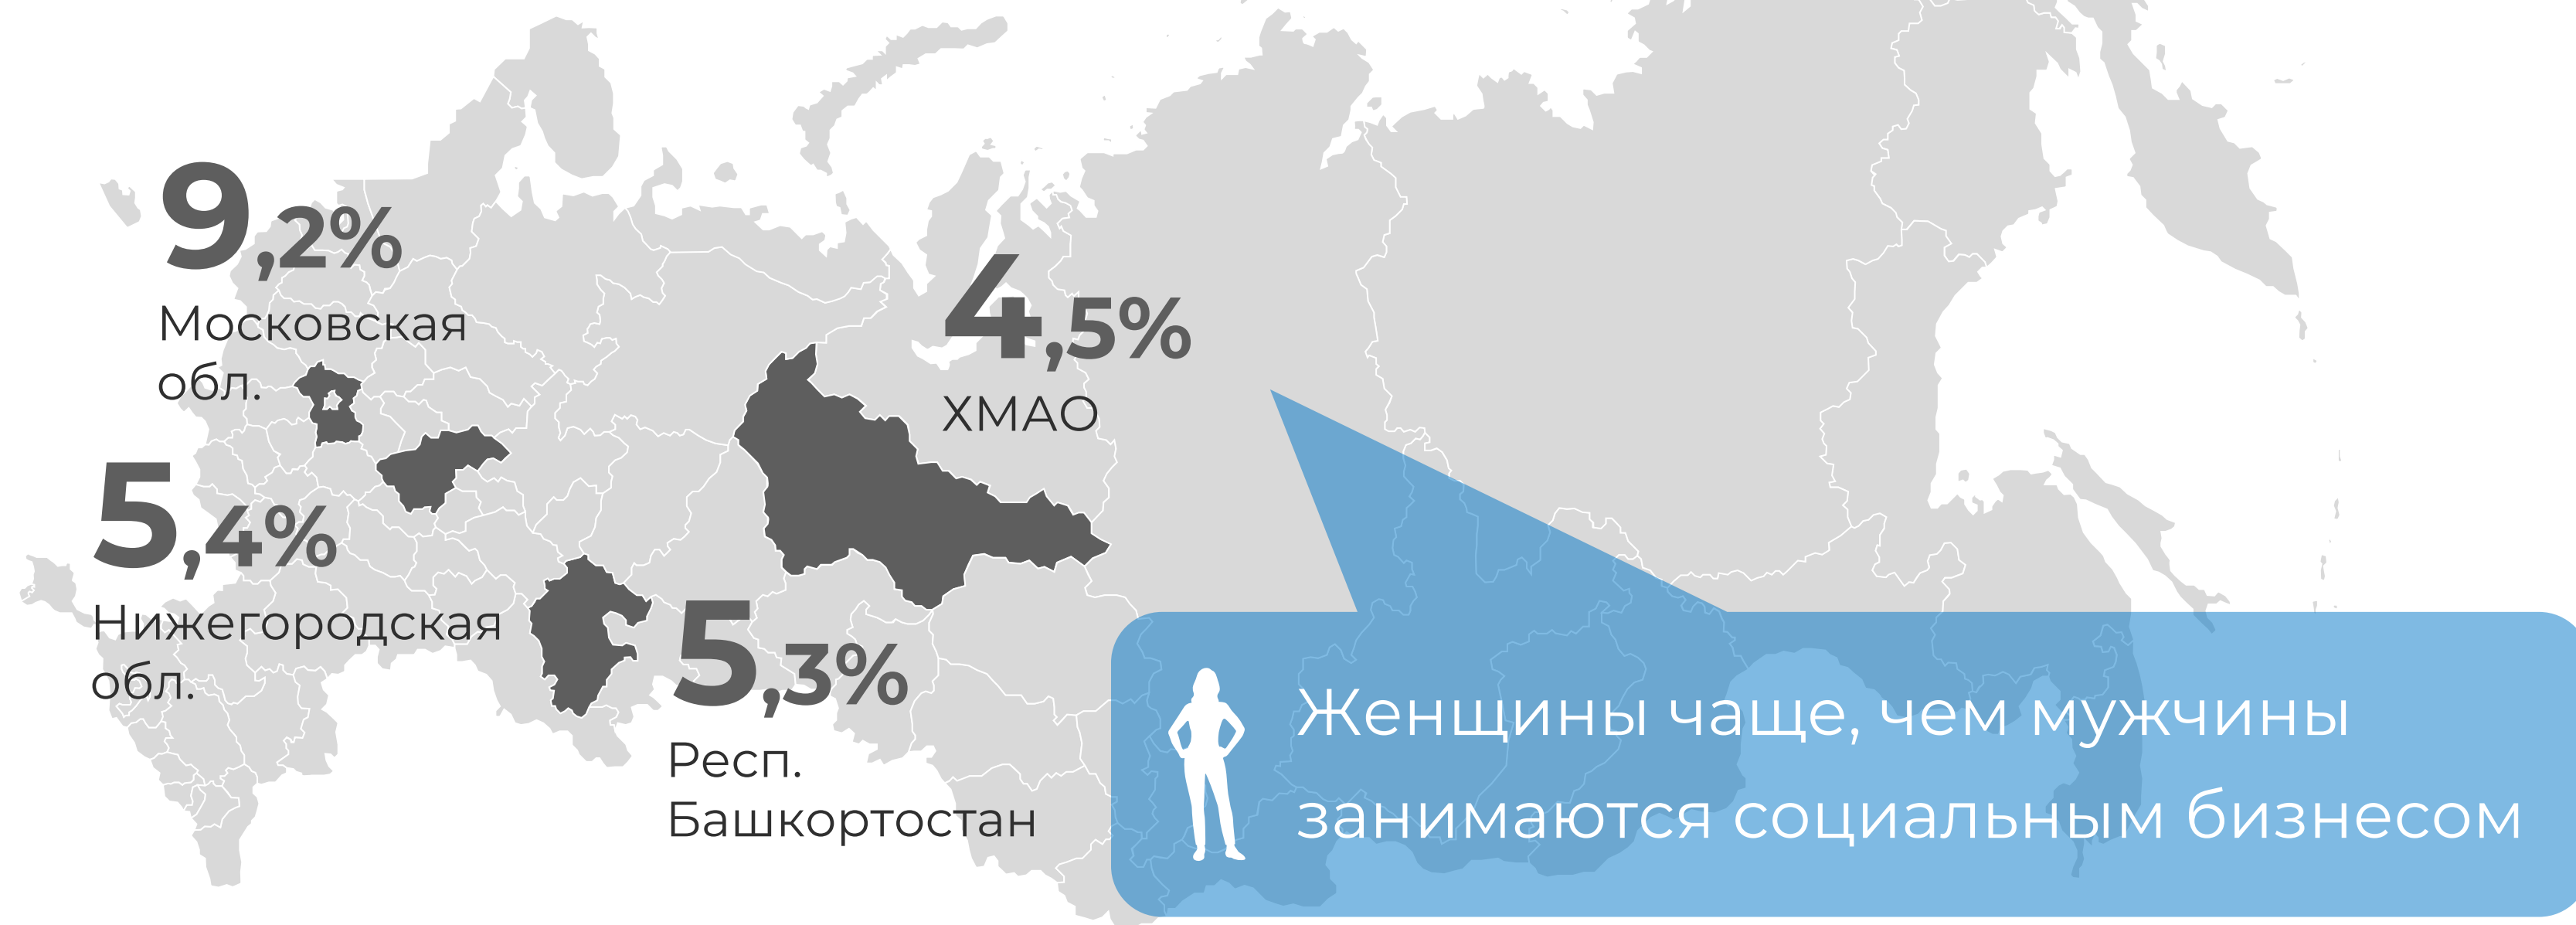 9,2%
Московская
обл.
4,5%
ХМАО
5,4%
Нижегородская
обл.
5,3%
Респ.
Башкортостан
Женщины чаще, чем мужчины
занимаются социальным бизнесом